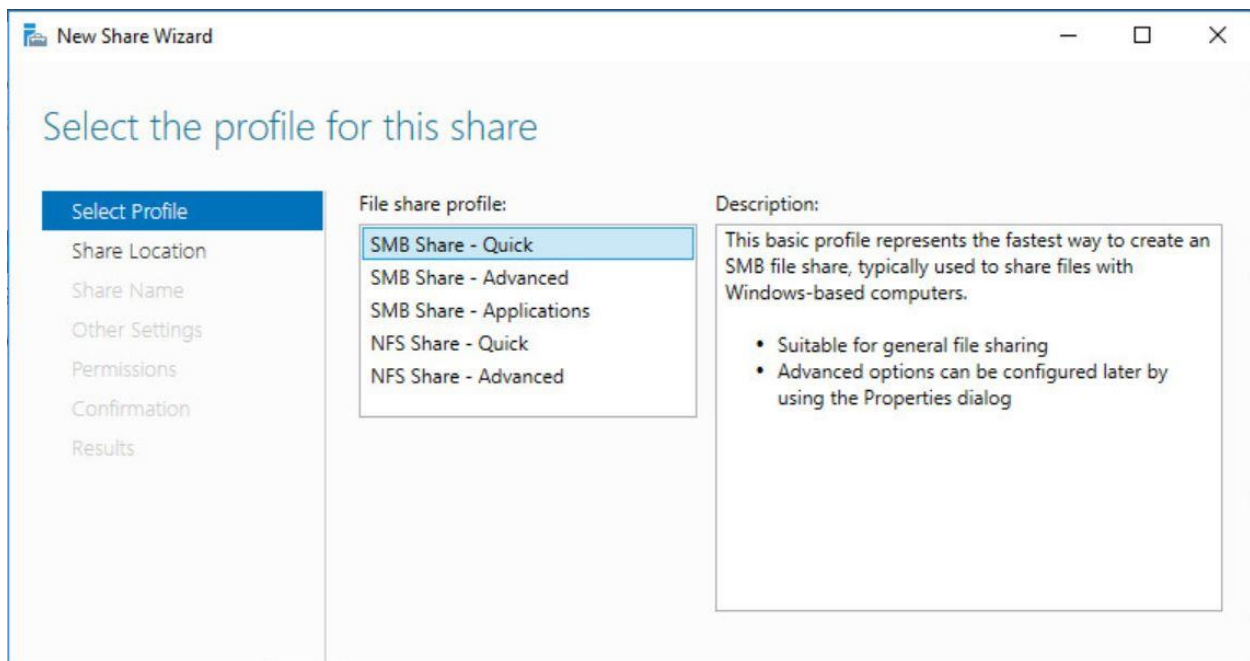 New Share Wizard
Select the profile for this share
Select Profile
Share Location
Share Name
Other Settings
Permissions
Confirmation
Results
File share profile:
SMB Share - Quick
SMB Share - Advanced
SMB Share - Applications
NFS Share - Quick
NFS Share - Advanced
Description:
This basic profile represents the fastest way to create an
SMB file share, typically used to share files with
Windows-based computers.
• Suitable for general file sharing
• Advanced options can be configured later by
using the Properties dialog